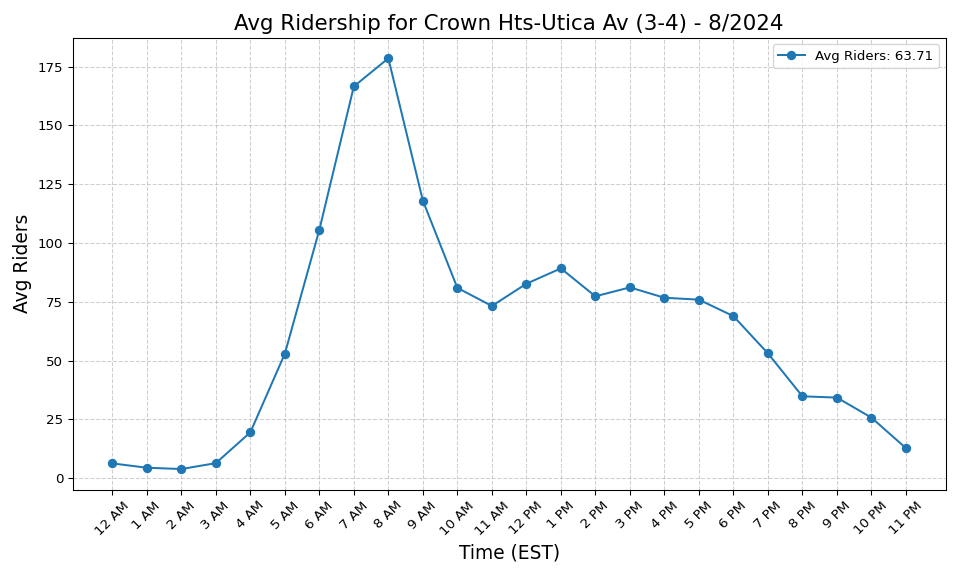 Avg Ridership for Crown Hts-Utica Av (3-4) - 8/2024
Avg Riders: 63.71
Avg Riders
175
150
125
100
75
50
25
0
12 AM
1 AM
2 AM
3 AM
4 AM
5 AM
6 AM
7 AM
8 AM
9 AM
10 AM
11 AM
12 PM
1 PM
2 PM
3 PM
4 PM
5 PM
6 PM
7 PM
8 PM
9 PM
10 PM
11 PM
Time (EST)